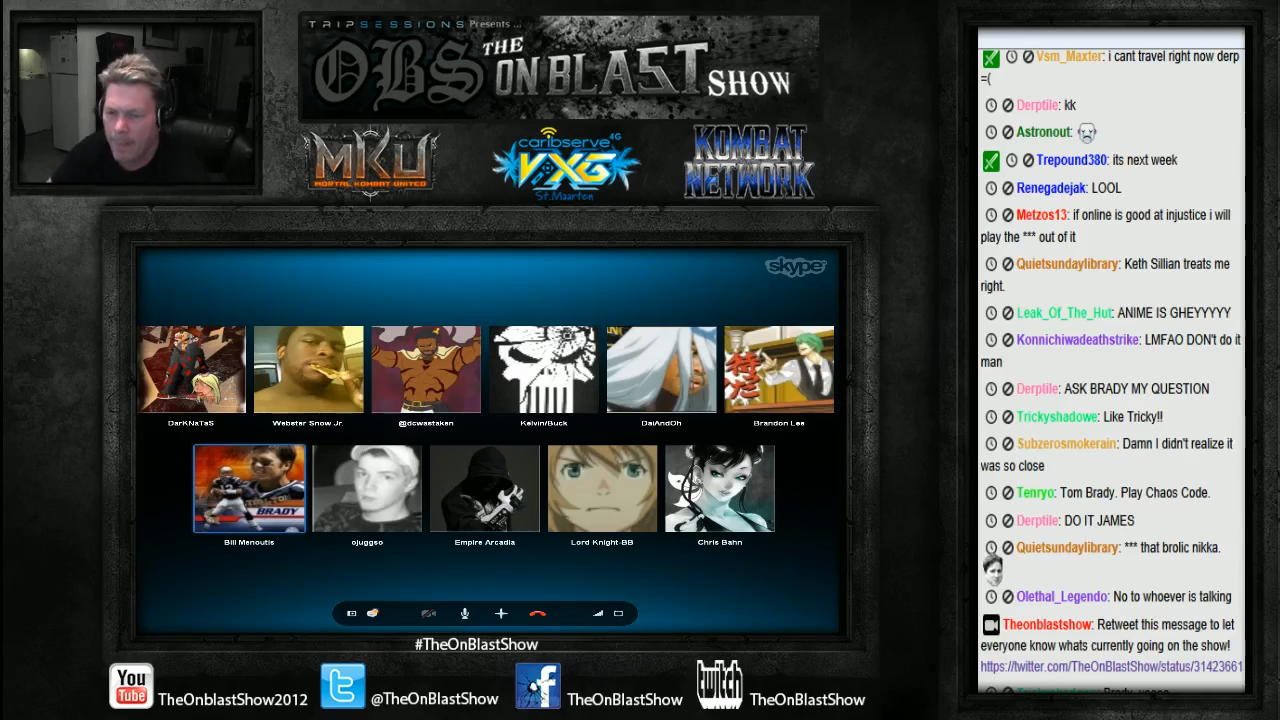 TRIPSESSIONS Presents ...
OBS THE ON BLAST SHOW
MKU
MORTAL KOMBAT UNITED
caribserve 4G
VXG
St.Maarten
KOMBAT
NETWORK
skype
DarKNaTaS
Webster Snow Jr.
@dcwastaken
Kelvin/Buck
DaiAndOh
Brandon Lee
BRADY
Bill Menoutis
ojuggso
Empire Arcadia
Lord Knight-BB
Chris Bahn
#TheOnBlastShow
You
Tube
TheOnblastShow2012
@TheOnBlastShow
TheOnBlastShow
twitch
TheOnBlastShow
Vsm_Maxter: i cant travel right now derp
=(
Derptile: kk
Astronout:
Trepound380: its next week
Renegadejak: LOOL
Metzos13: if online is good at injustice i will
play the *** out of it
Quietsundaylibrary: Keth Sillian treats me
right.
Leak_Of_The_Hut: ANIME IS GHEYYYYY
Konnichiwadeathstrike: LMFAO DON't do it
man
Derptile: ASK BRADY MY QUESTION
Trickyshadowe: Like Tricky!!
Subzerosmokerain: Damn I didn't realize it
was so close
Tenryo: Tom Brady. Play Chaos Code.
Derptile: DO IT JAMES
Quietsundaylibrary: *** that brolic nikka.
Olethal_Legendo: No to whoever is talking
Theonblastshow: Retweet this message to let
everyone know whats currently going on the show!
https://twitter.com/TheOnBlastShow/status/31423661